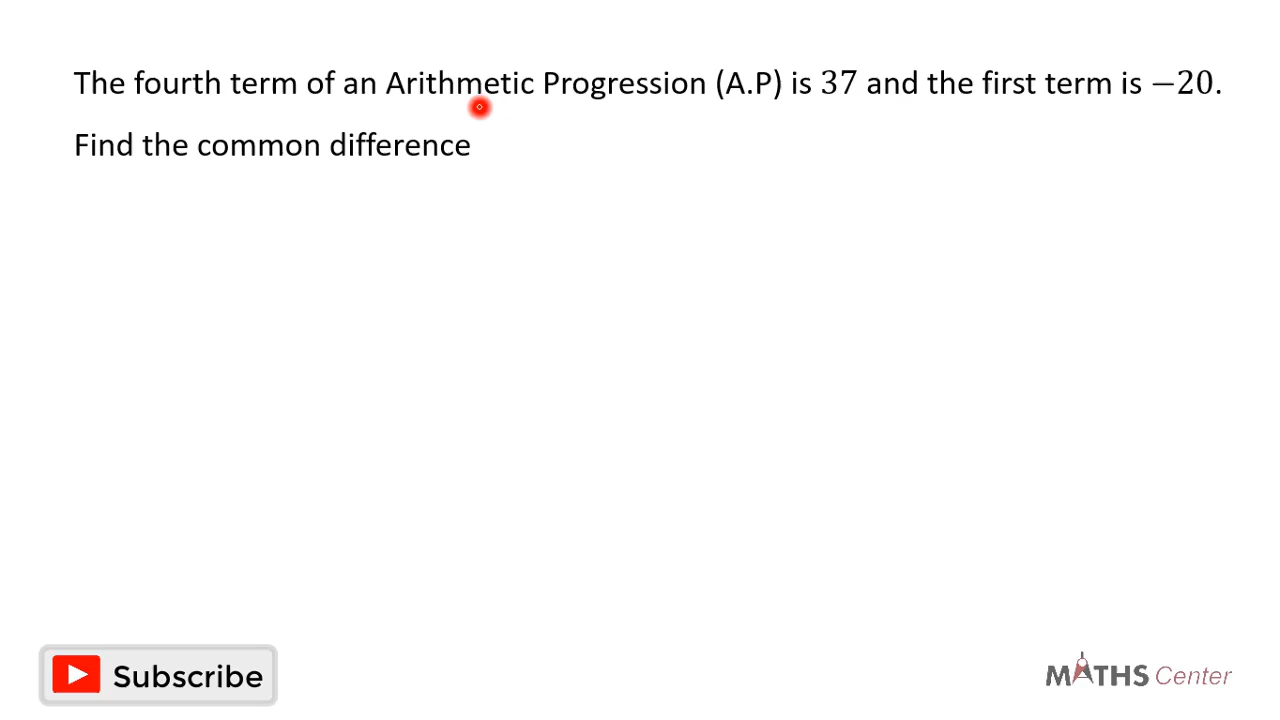 The fourth term of an Arithmetic Progression (A.P) is 37 and the first term is −20.
Find the common difference
Subscribe
MATHS Center